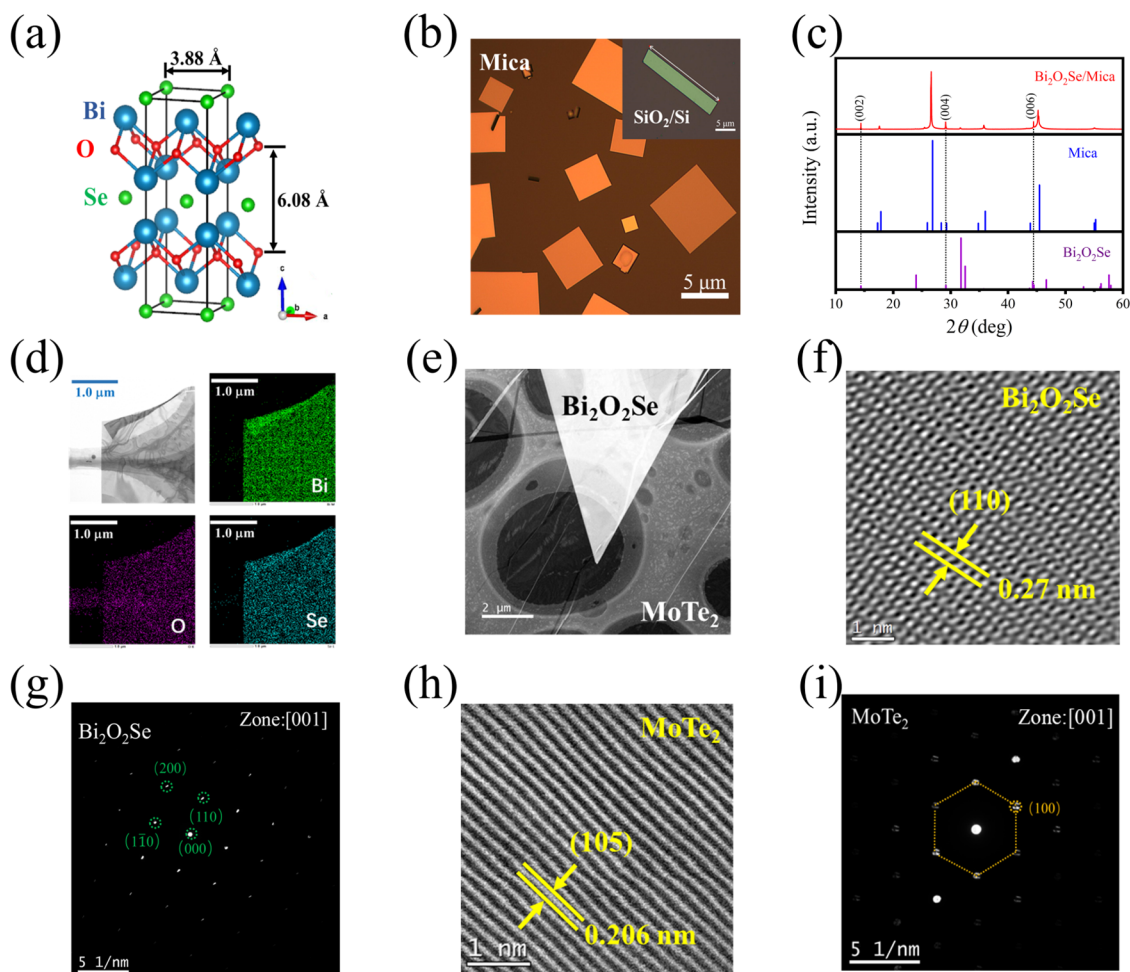 (a)
3.88 Å
Bi
O
Se
6.08 Å
c
b
a
(b)
Mica
SiO₂/Si
5 μm
5 μm
(c)
Intensity (a.u.)
Bi₂O₂Se/Mica
(002)
(004)
(006)
Mica
Bi₂O₂Se
10 20 30 40 50 60
2θ (deg)
(d)
1.0 μm
1.0 μm
Bi
1.0 μm
O
1.0 μm
Se
(e)
Bi₂O₂Se
2 μm
MoTe₂
(f)
Bi₂O₂Se
(110)
0.27 nm
1 nm
(g)
Bi₂O₂Se
Zone:[001]
(200)
(110)
(11̅0)
(000)
5 1/nm
(h)
MoTe₂
(105)
0.206 nm
1 nm
(i)
MoTe₂
Zone:[001]
(100)
5 1/nm